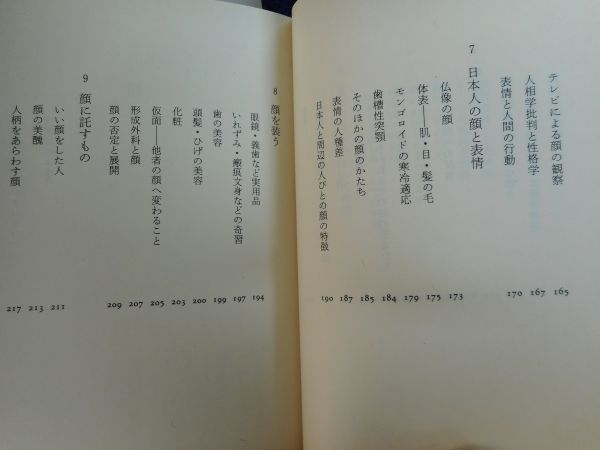 テレビによる顔の観察 165
人相学批判と性格学 167
表情と人間の行動 170
7 日本人の顔と表情
仏像の顔 173
体表――肌・目・髪の毛 175
モンゴロイドの寒冷適応 179
歯槽性突顎 184
そのほかの顔のかたち 185
表情の人種差 187
日本人と周辺の人びとの顔の特徴 190
8 顔を装う
眼鏡・義歯など実用品 194
いれずみ・瘢痕文身などの奇習 197
歯の美容 199
頭髪・ひげの美容 200
化粧 203
仮面――他者の顔へ変わること 205
形成外科と顔 207
顔の否定と展開 209
9 顔に託すもの
いい顔をした人 211
顔の美醜 213
人柄をあらわす顔 217